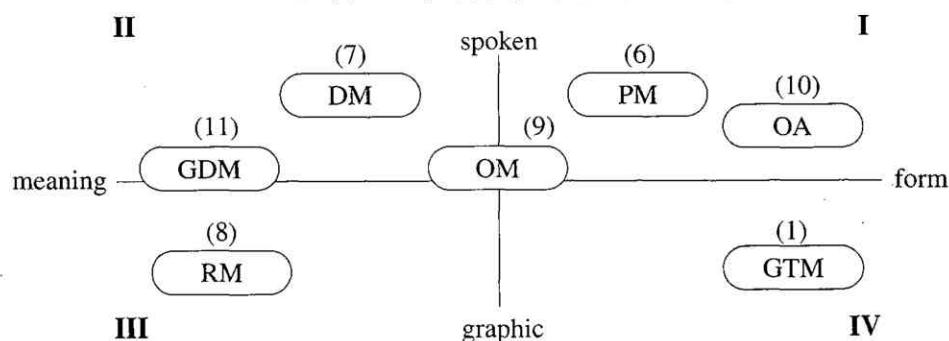 II
I
spoken
(7)
(6)
DM
PM
(10)
OA
(11)
(9)
GDM
OM
meaning
form
(8)
(1)
RM
GTM
III
graphic
IV